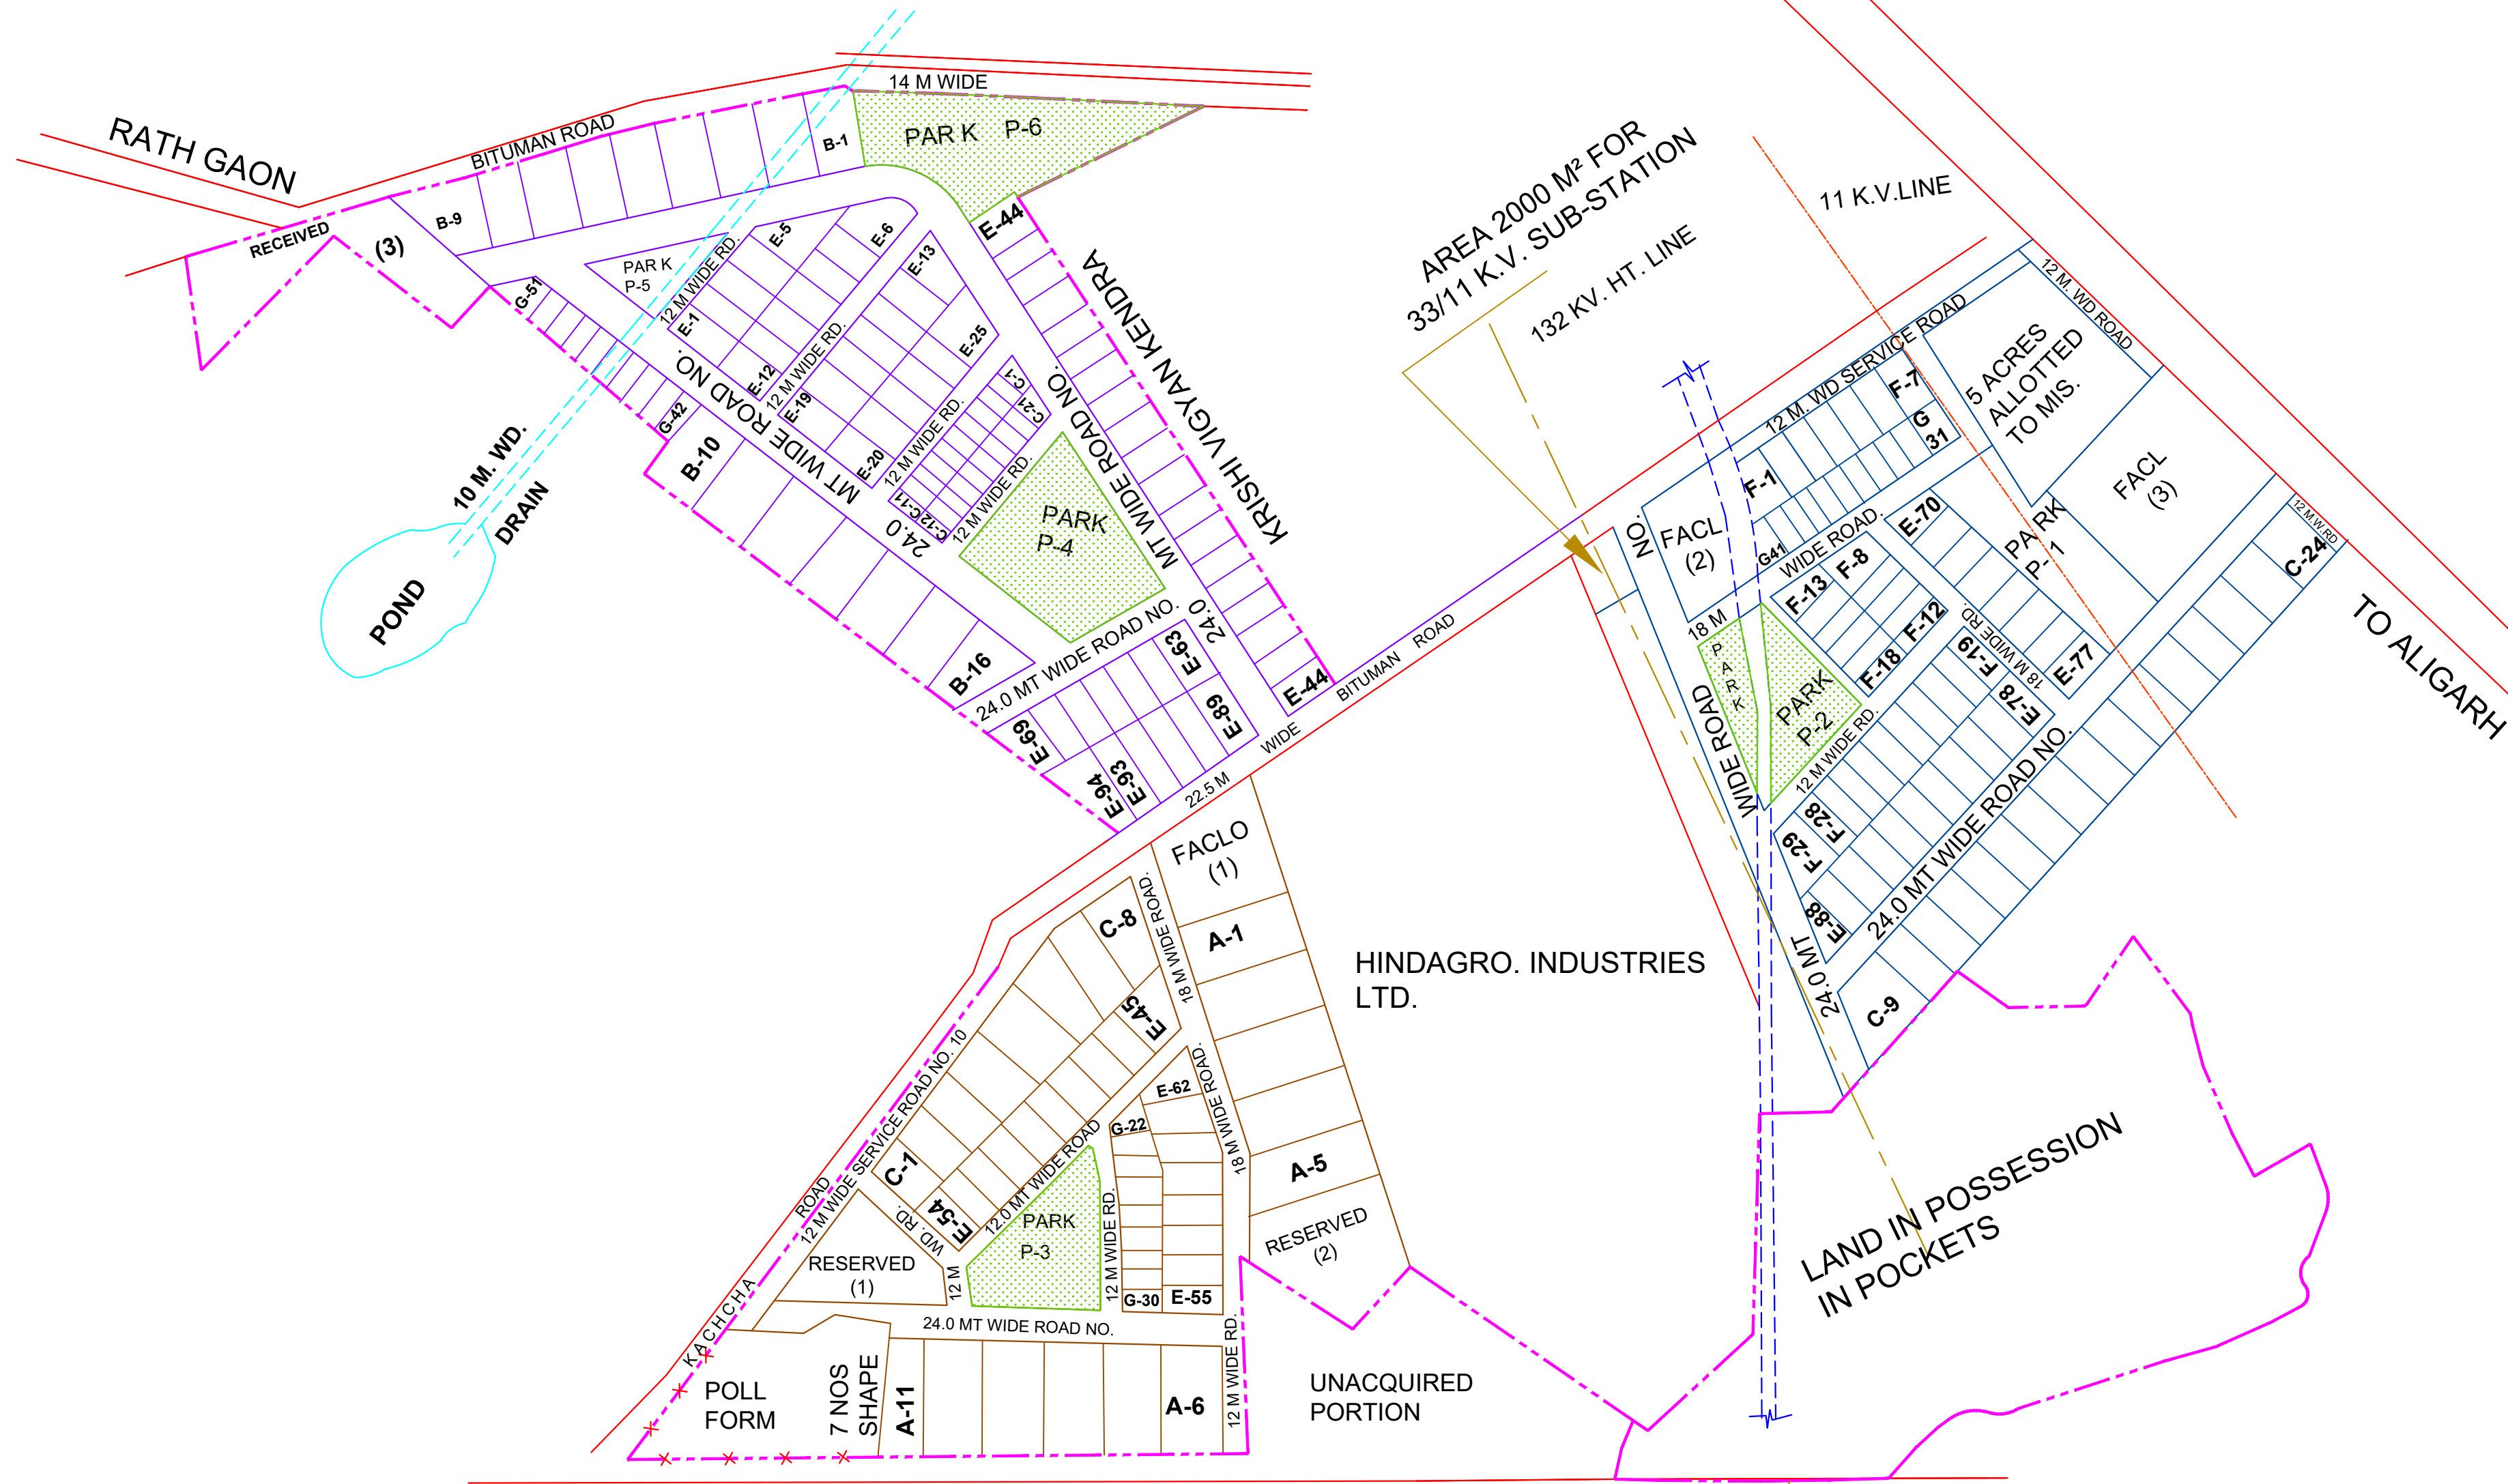 14 M WIDE
RATH GAON
BITUMAN ROAD
B-1
PAR K P-6
RECEIVED
(3)
B-9
E-44
G-51
PAR K
P-5
12 M WIDE RD.
E-5
E-6
E-13
E-1
E-12
12 M WIDE RD.
E-19
E-25
E-20
12 M WIDE RD.
C-1
C-21
C-11
C-12
12 M WIDE RD.
G-42
B-10
24.0 MT WIDE ROAD NO.
B-16
PARK
P-4
24.0 MT WIDE ROAD NO.
KRISHI VIGYAN KENDRA
24.0 MT WIDE ROAD NO.
E-63
E-69
E-89
E-93
E-94
E-44
10 M. WD.
DRAIN
POND
22.5 M WIDE BITUMAN ROAD
AREA 2000 M² FOR
33/11 K.V. SUB-STATION
132 KV. HT. LINE
11 K.V.LINE
12 M. WD ROAD
12 M. WD SERVICE ROAD
5 ACRES
ALLOTTED
TO MIS.
F-7
G
31
F-1
FACL
(2)
G41
FACL
(3)
12 M.W RD
C-24
TO ALIGARH
18 M WIDE ROAD.
E-70
PARK
P-1
F-8
F-13
F-12
F-18
18 M WIDE RD.
E-77
PARK
PARK
P-2
12 M WIDE RD.
F-19
E-78
F-28
F-29
E-88
24.0 MT WIDE ROAD NO.
24.0 MT WIDE ROAD NO.
C-9
FACLO
(1)
A-1
18 M WIDE ROAD.
C-8
E-45
HINDAGRO. INDUSTRIES
LTD.
12 M WIDE SERVICE ROAD NO. 10
18 M WIDE ROAD.
E-62
G-22
A-5
RESERVED
(2)
C-1
E-54
12.0 MT WIDE ROAD
12 M WD. RD.
PARK
P-3
12 M WIDE RD.
G-30
E-55
RESERVED
(1)
KACHCHA ROAD
24.0 MT WIDE ROAD NO.
12 M WIDE RD.
POLL
FORM
7 NOS
SHAPE
A-11
A-6
UNACQUIRED
PORTION
LAND IN POSSESSION
IN POCKETS